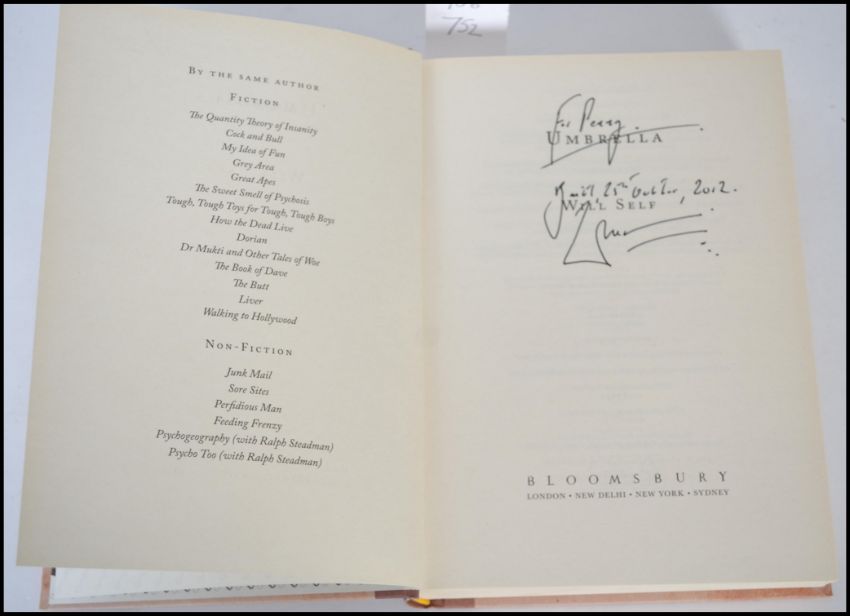 752
BY THE SAME AUTHOR
FICTION
The Quantity Theory of Insanity
Cock and Bull
My Idea of Fun
Grey Area
Great Apes
The Sweet Smell of Psychosis
Tough, Tough Toys for Tough, Tough Boys
How the Dead Live
Dorian
Dr Mukti and Other Tales of Woe
The Book of Dave
The Butt
Liver
Walking to Hollywood
NON-FICTION
Junk Mail
Sore Sites
Perfidious Man
Feeding Frenzy
Psychogeography (with Ralph Steadman)
Psycho Too (with Ralph Steadman)
For Penny
UMBRELLA
25th October, 2012.
WILL SELF
BLOOMSBURY
LONDON • NEW DELHI • NEW YORK • SYDNEY